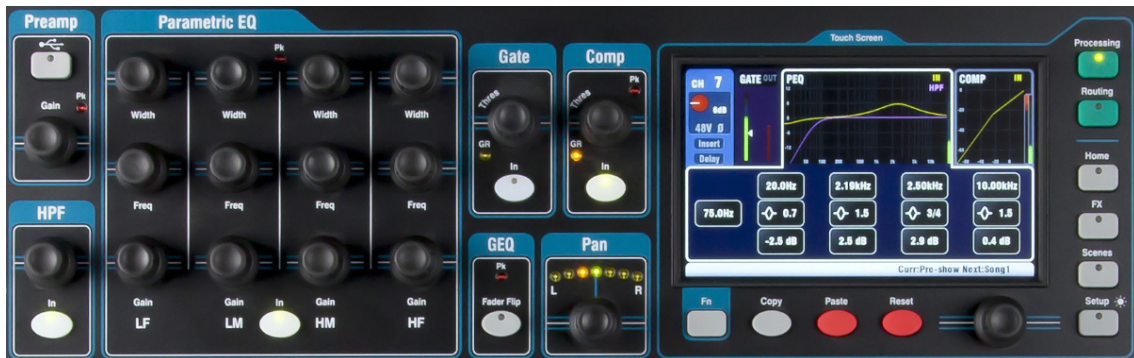 Preamp
Gain
Pk
HPF
In
Parametric EQ
Pk
Width
Width
Width
Width
Freq
Freq
Freq
Freq
Gain
Gain
In
Gain
Gain
LF
LM
HM
HF
Gate
Thres
GR
In
Comp
Pk
Thres
GR
In
GEQ
Pk
Fader Flip
Pan
L
R
Touch Screen
CH 7
0dB
48V Ø
Insert
Delay
GATE OUT
PEQ
IN
HPF
COMP
IN
75.0Hz
20.0Hz
2.19kHz
2.50kHz
10.00kHz
0.7
1.5
3/4
1.5
-2.5 dB
2.5 dB
2.9 dB
0.4 dB
Curr:Pre-show Next:Song1
Fn
Copy
Paste
Reset
Processing
Routing
Home
FX
Scenes
Setup